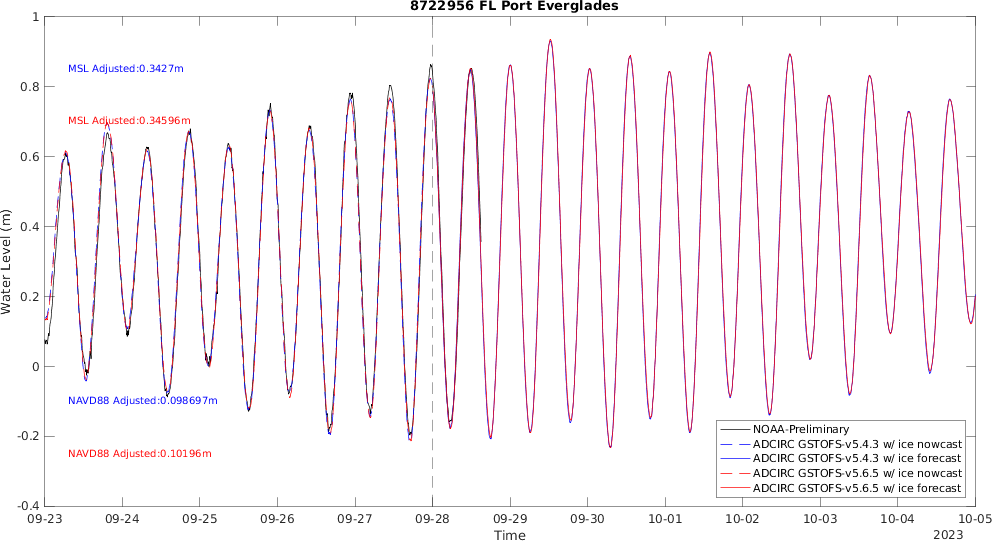 8722956 FL Port Everglades
MSL Adjusted:0.3427m
MSL Adjusted:0.34596m
NAVD88 Adjusted:0.098697m
NAVD88 Adjusted:0.10196m
Water Level (m)
1
0.8
0.6
0.4
0.2
0
-0.2
-0.4
NOAA-Preliminary
ADCIRC GSTOFS-v5.4.3 w/ ice nowcast
ADCIRC GSTOFS-v5.4.3 w/ ice forecast
ADCIRC GSTOFS-v5.6.5 w/ ice nowcast
ADCIRC GSTOFS-v5.6.5 w/ ice forecast
09-23 09-24 09-25 09-26 09-27 09-28 09-29 09-30 10-01 10-02 10-03 10-04 10-05
Time
2023